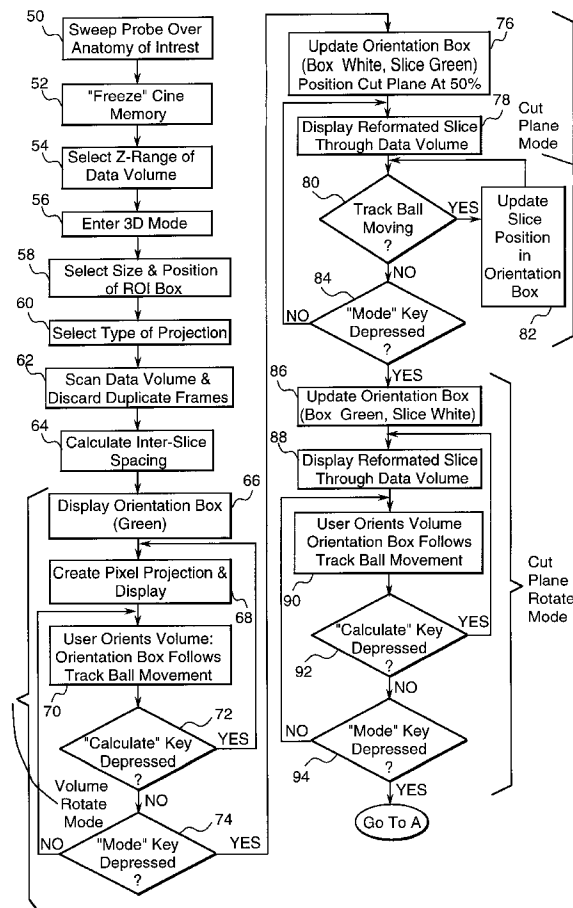 50
Sweep Probe Over
Anatomy of Intrest
52
"Freeze" Cine
Memory
54
Select Z-Range of
Data Volume
56
Enter 3D Mode
58
Select Size & Position
of ROI Box
60
Select Type of Projection
62
Scan Data Volume &
Discard Duplicate Frames
64
Calculate Inter-Slice
Spacing
66
Display Orientation Box
(Green)
Create Pixel Projection &
Display
68
User Orients Volume:
Orientation Box Follows
Track Ball Movement
70
72
"Calculate" Key
Depressed
?
YES
NO
Volume
Rotate
Mode
74
"Mode" Key
Depressed
?
NO
YES
76
Update Orientation Box
(Box White, Slice Green)
Position Cut Plane At 50%
78
Display Reformated Slice
Through Data Volume
Cut
Plane
Mode
80
Track Ball
Moving
?
YES
NO
Update
Slice
Position
in
Orientation
Box
82
84
"Mode" Key
Depressed
?
NO
YES
86
Update Orientation Box
(Box Green, Slice White)
88
Display Reformated Slice
Through Data Volume
User Orients Volume
Orientation Box Follows
Track Ball Movement
90
Cut
Plane
Rotate
Mode
"Calculate" Key
Depressed
?
92
YES
NO
"Mode" Key
Depressed
?
94
NO
YES
Go To A